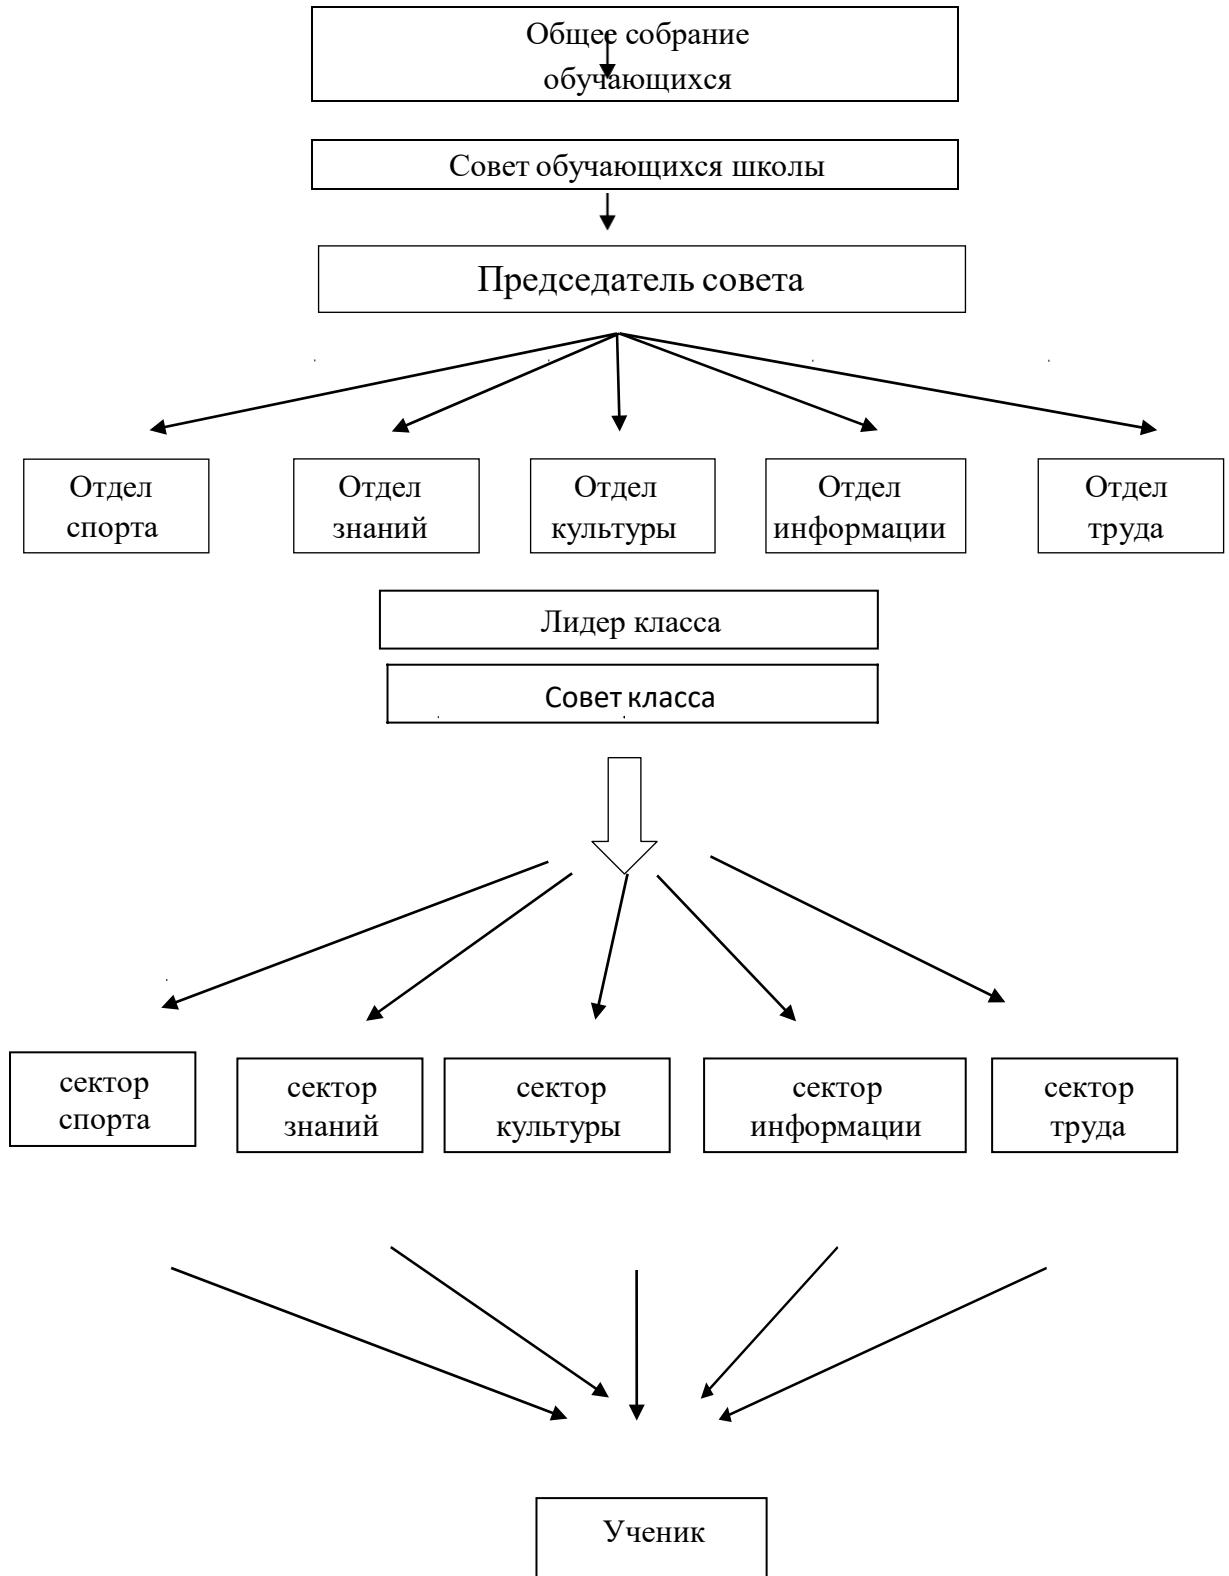 Общее собрание
обучающихся
Совет обучающихся школы
Председатель совета
Отдел
спорта
Отдел
знаний
Отдел
культуры
Отдел
информации
Отдел
труда
Лидер класса
Совет класса
сектор
спорта
сектор
знаний
сектор
культуры
сектор
информации
сектор
труда
Ученик